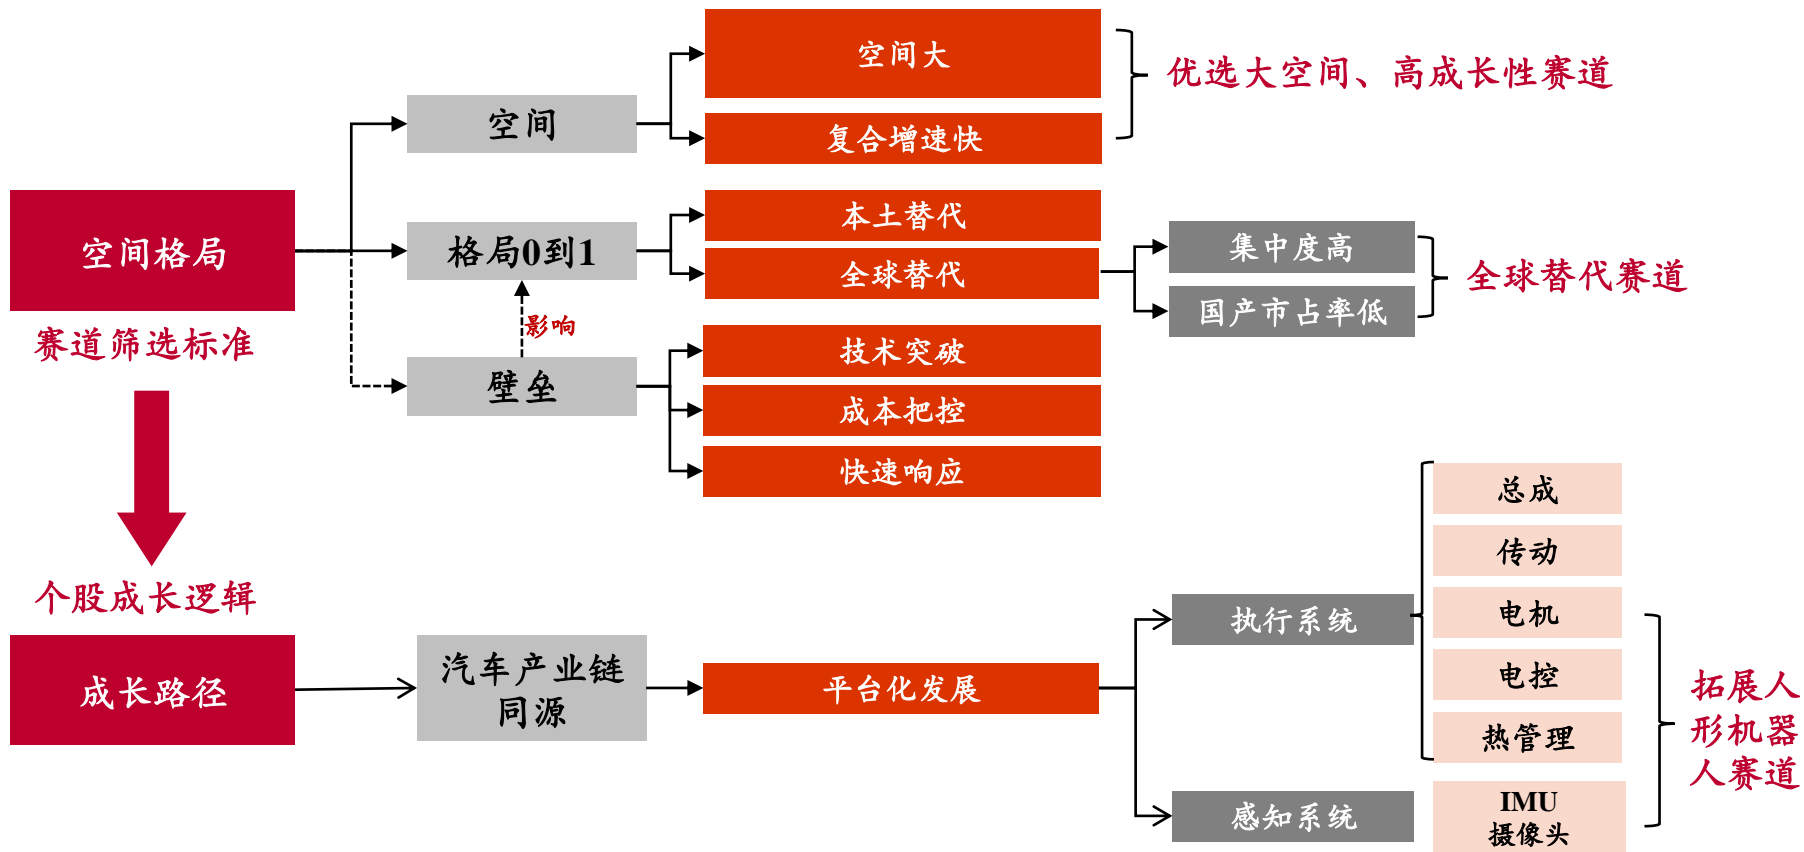 空间大
优选大空间、高成长性赛道
空间
复合增速快
空间格局
本土替代
格局0到1
全球替代
集中度高
国产市占率低
全球替代赛道
赛道筛选标准
影响
壁垒
技术突破
成本把控
快速响应
个股成长逻辑
成长路径
汽车产业链
同源
平台化发展
执行系统
总成
传动
电机
电控
热管理
感知系统
IMU
摄像头
拓展人
形机器
人赛道